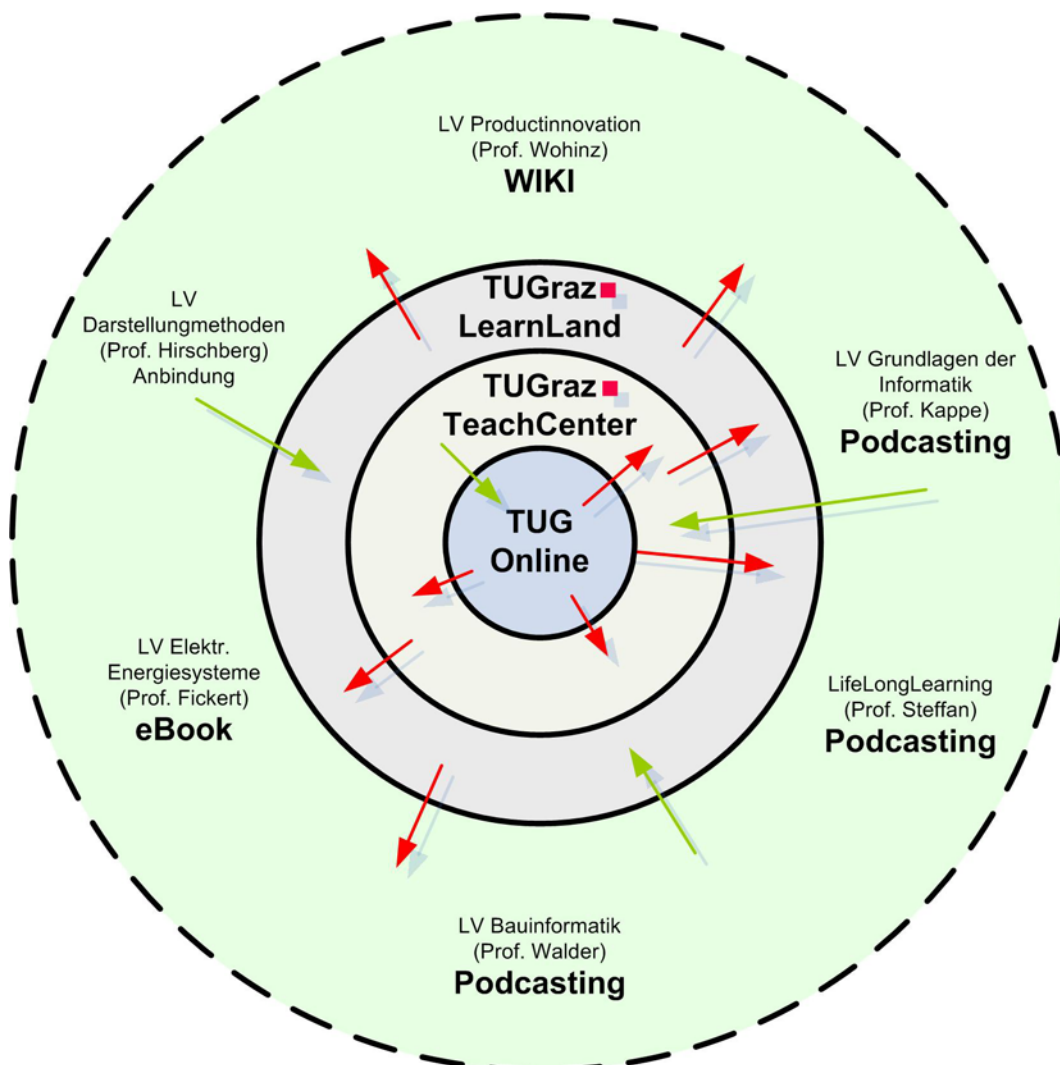 LV Productinnovation
(Prof. Wohinz)
WIKI
TUGraz
LearnLand
LV
Darstellungmethoden
(Prof. Hirschberg)
Anbindung
TUGraz
TeachCenter
LV Grundlagen der
Informatik
(Prof. Kappe)
Podcasting
TUG
Online
LV Elektr.
Energiesysteme
(Prof. Fickert)
eBook
LifeLongLearning
(Prof. Steffan)
Podcasting
LV Bauinformatik
(Prof. Walder)
Podcasting